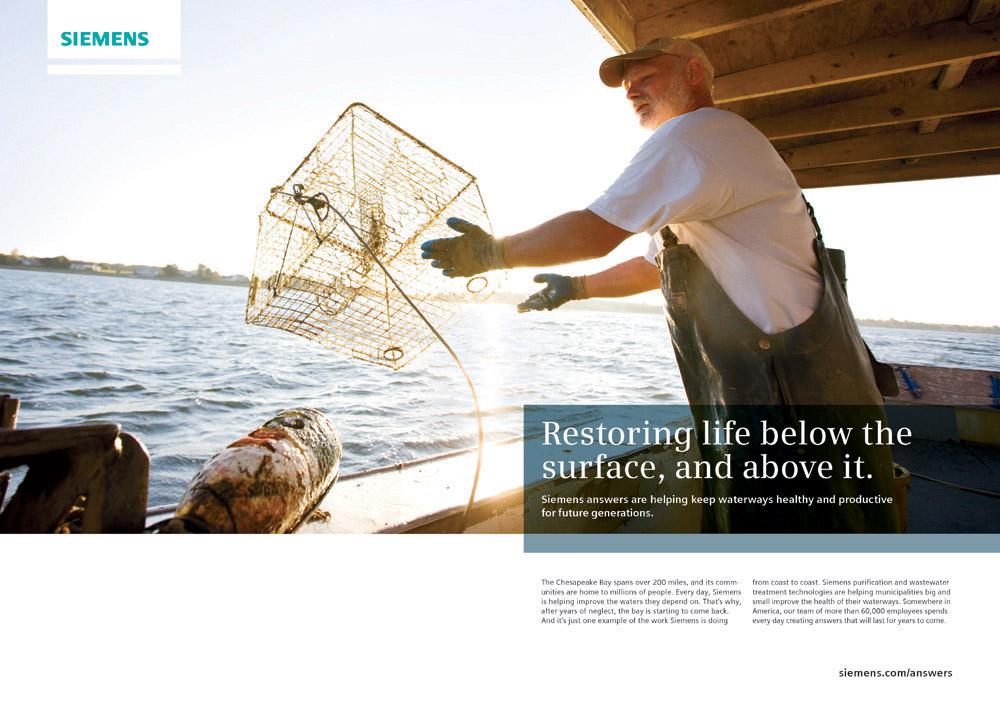 SIEMENS
Restoring life below the
surface, and above it.
Siemens answers are helping keep waterways healthy and productive
for future generations.
The Chesapeake Bay spans over 200 miles, and its comm-
unities are home to millions of people. Every day, Siemens
is helping improve the waters they depend on. That's why,
after years of neglect, the bay is starting to come back.
And it's just one example of the work Siemens is doing
from coast to coast. Siemens purification and wastewater
treatment technologies are helping municipalities big and
small improve the health of their waterways. Somewhere in
America, our team of more than 60,000 employees spends
every day creating answers that will last for years to come.
siemens.com/answers